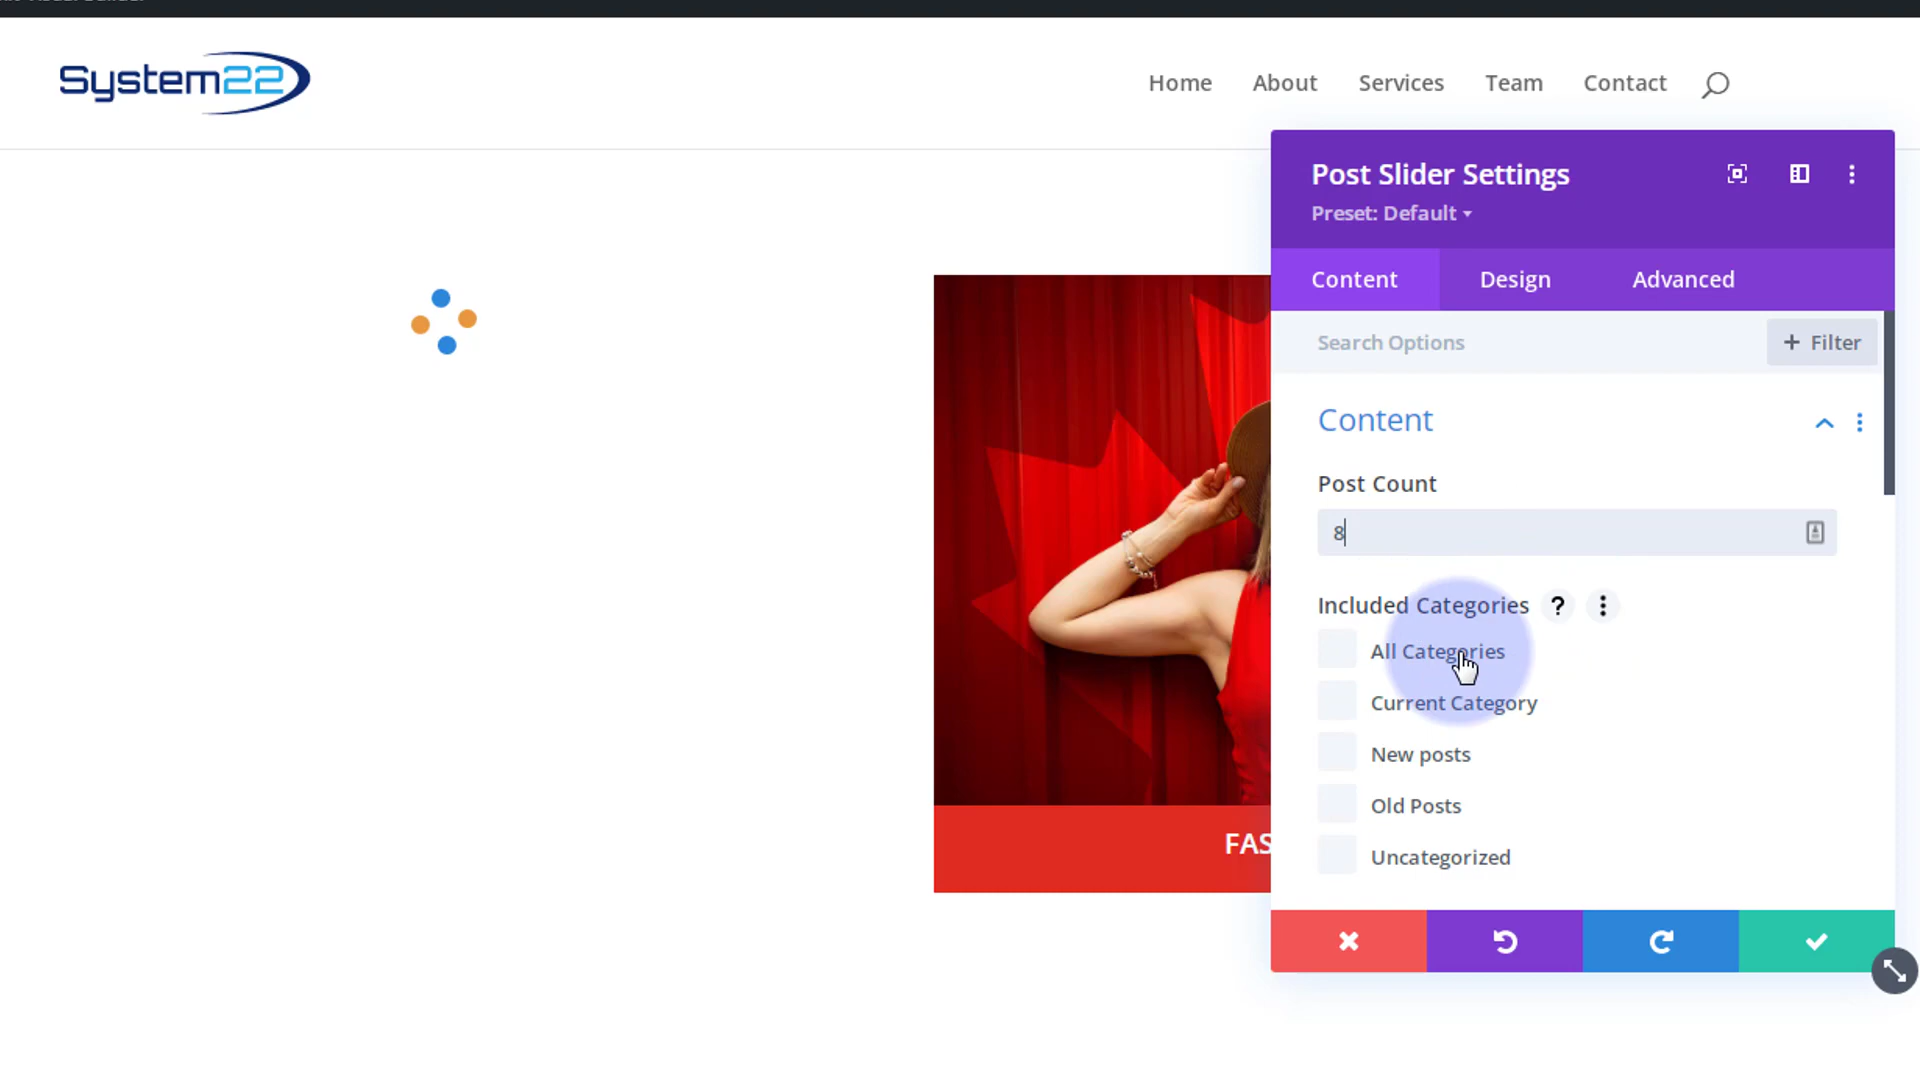 System22
Home
About
Services
Team
Contact
Post Slider Settings
Preset: Default
Content
Design
Advanced
Search Options
+ Filter
Content
Post Count
8
Included Categories ?
All Categories
Current Category
New posts
Old Posts
Uncategorized
FAS